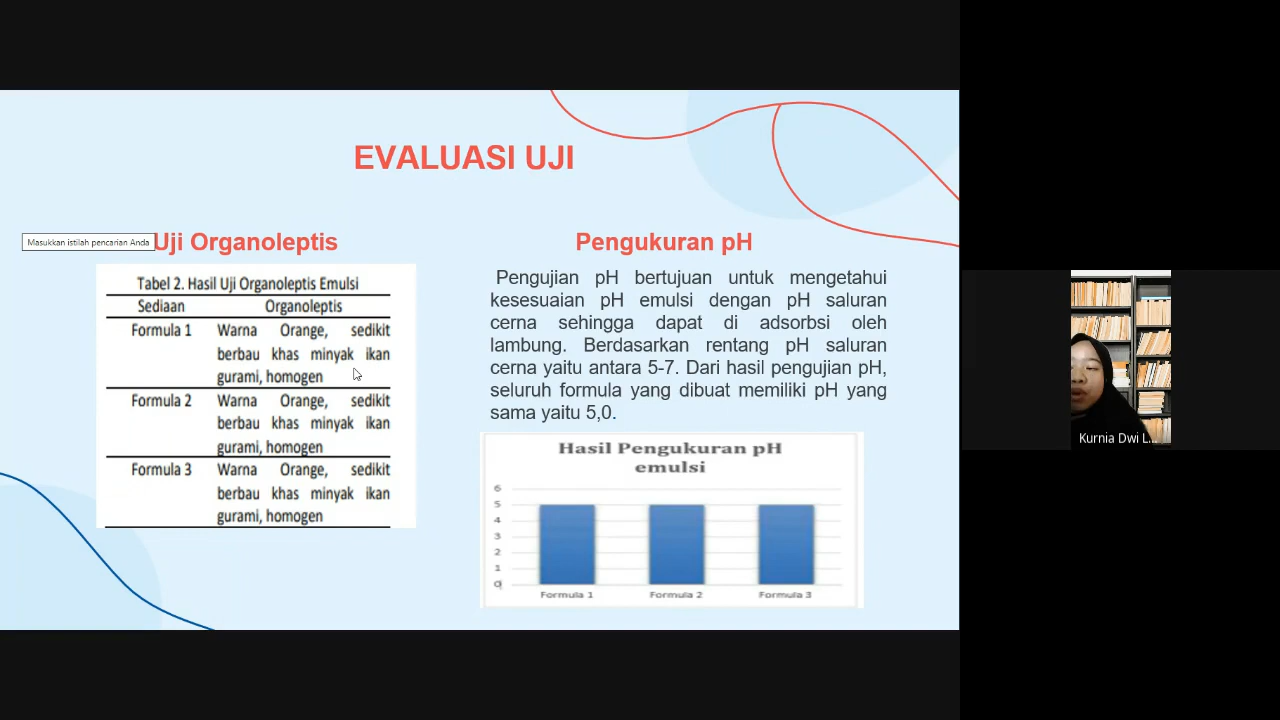 EVALUASI UJI
Masukkan istilah pencarian Anda
Uji Organoleptis
Tabel 2. Hasil Uji Organoleptis Emulsi
Sediaan Organoleptis
Formula 1 Warna Orange, sedikit
berbau khas minyak ikan
gurami, homogen
Formula 2 Warna Orange, sedikit
berbau khas minyak ikan
gurami, homogen
Formula 3 Warna Orange, sedikit
berbau khas minyak ikan
gurami, homogen
Pengukuran pH
Pengujian pH bertujuan untuk mengetahui
kesesuaian pH emulsi dengan pH saluran
cerna sehingga dapat di adsorbsi oleh
lambung. Berdasarkan rentang pH saluran
cerna yaitu antara 5-7. Dari hasil pengujian pH,
seluruh formula yang dibuat memiliki pH yang
sama yaitu 5,0.
Hasil Pengukuran pH
emulsi
6
5
4
3
2
1
0
Formula 1 Formula 2 Formula 3
Kurnia Dwi L...